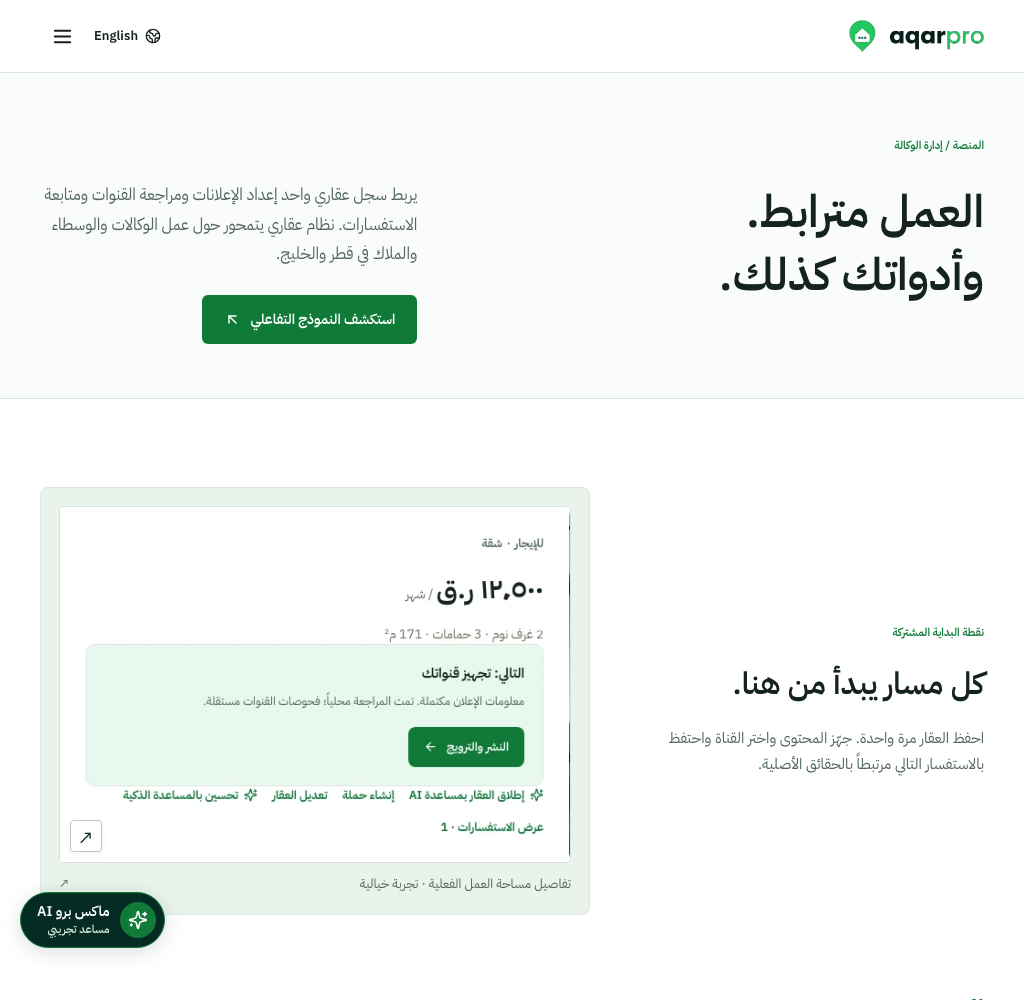 aqarpro
English
المنصة / إدارة الوكالة
العمل مترابط.
وأدواتك كذلك.
يربط سجل عقاري واحد إعداد الإعلانات ومراجعة القنوات ومتابعة
الاستفسارات. نظام عقاري يتمحور حول عمل الوكالات والوسطاء
والملاك في قطر والخليج.
استكشف النموذج التفاعلي
نقطة البداية المشتركة
كل مسار يبدأ من هنا.
احفظ العقار مرة واحدة. جهّز المحتوى واختر القناة واحتفظ
بالاستفسار التالي مرتبطاً بالحقائق الأصلية.
للإيجار · شقة
١٢٬٥٠٠ ر.ق / شهر
2 غرف نوم · 3 حمامات · 171 م²
التالي: تجهيز قنواتك
معلومات الإعلان مكتملة. تمت المراجعة محلياً؛ فحوصات القنوات مستقلة.
النشر والترويج
إطلاق العقار بمساعدة AI
إنشاء حملة
تعديل العقار
تحسين بالمساعدة الذكية
عرض الاستفسارات · 1
تفاصيل مساحة العمل الفعلية · تجربة خيالية
ماكس برو AI
مساعد تجريبي